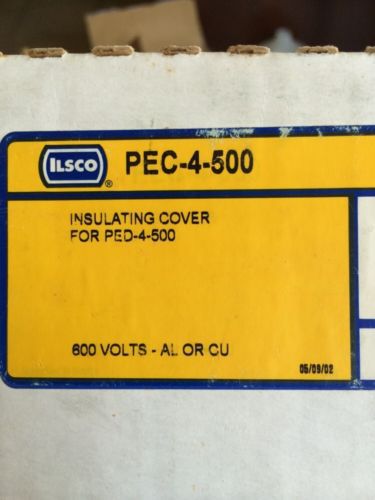 ILSCO® PEC-4-500
INSULATING COVER
FOR PED-4-500
600 VOLTS - AL OR CU
05/09/02